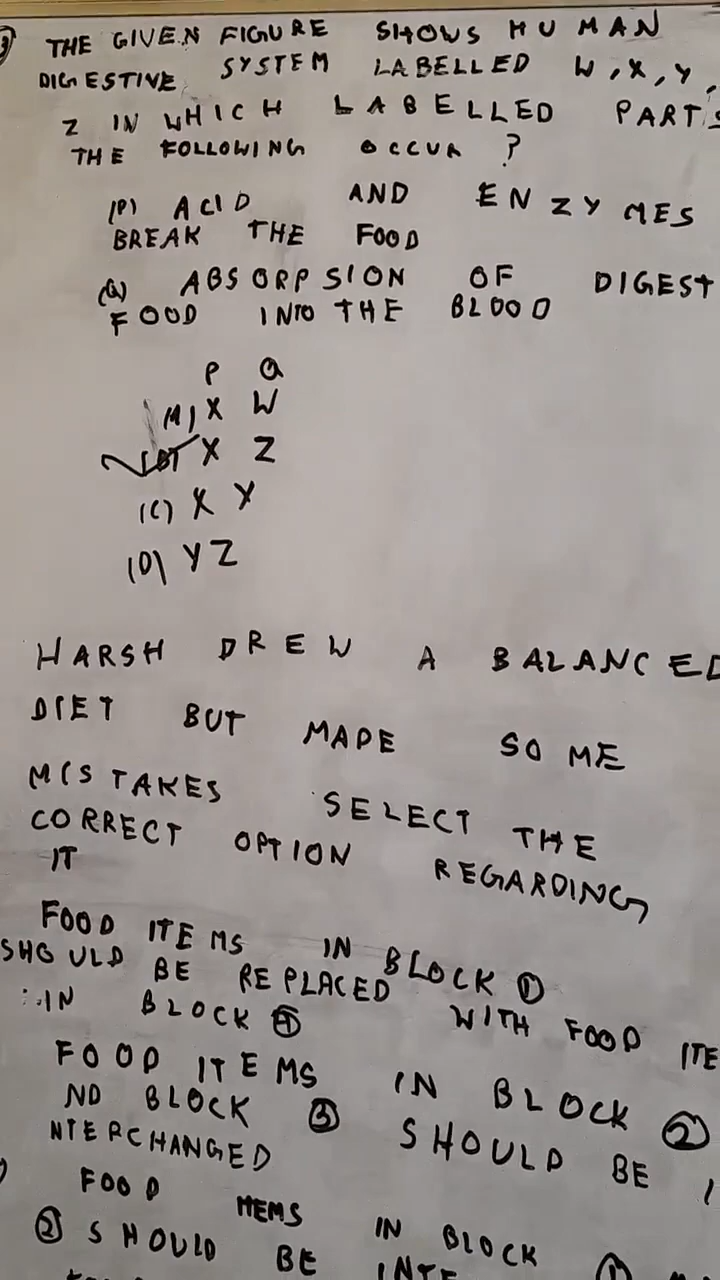 THE GIVEN FIGURE SHOWS HUMAN
DIGESTIVE SYSTEM LABELLED W, X, Y,
Z IN WHICH LABELLED PARTS
THE FOLLOWING OCCUR ?
(P) ACID AND ENZYMES
BREAK THE FOOD
(Q) ABSORPSION OF DIGEST
FOOD INTO THE BLOOD
P Q
X W
X Z
(C) X Y
(D) Y Z
HARSH DREW A BALANCED
DIET BUT MADE SOME
MISTAKES SELECT THE
CORRECT OPTION REGARDING
IT
FOOD ITEMS IN BLOCK ①
SHOULD BE REPLACED WITH FOOD ITE
IN BLOCK ④
FOOD ITEMS IN BLOCK ②
ND BLOCK ③ SHOULD BE I
NTERCHANGED
FOOD ITEMS IN BLOCK
② SHOULD BE INTE